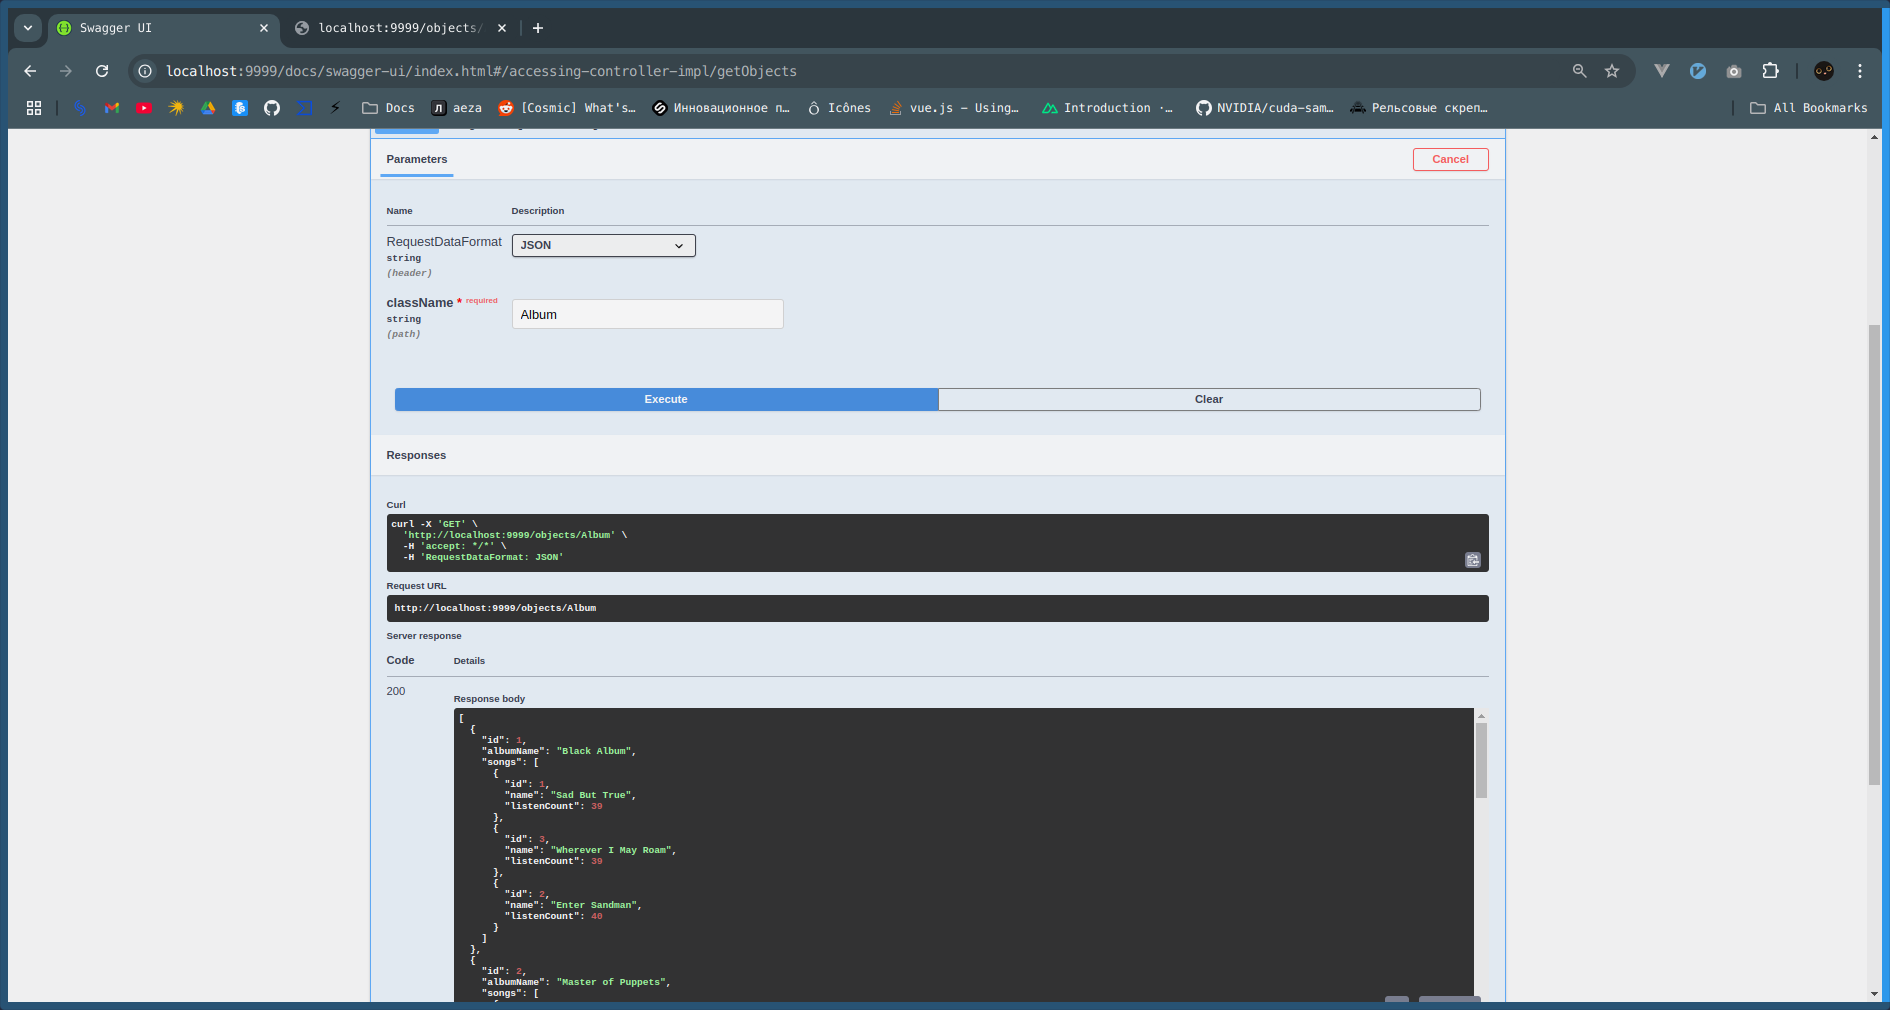 Swagger UI
localhost:9999/objects/
localhost:9999/docs/swagger-ui/index.html#/accessing-controller-impl/getObjects
Docs
aeza
[Cosmic] What's…
Инновационное п…
Icônes
vue.js - Using…
Introduction ·…
NVIDIA/cuda-sam…
Рельсовые скреп…
All Bookmarks
Parameters
Cancel
Name Description
RequestDataFormat
string
(header)
JSON
className * required
string
(path)
Album
Execute Clear
Responses
Curl
curl -X 'GET' \
'http://localhost:9999/objects/Album' \
-H 'accept: */*' \
-H 'RequestDataFormat: JSON'
Request URL
http://localhost:9999/objects/Album
Server response
Code Details
200
Response body
[
{
"id": 1,
"albumName": "Black Album",
"songs": [
{
"id": 1,
"name": "Sad But True",
"listenCount": 39
},
{
"id": 3,
"name": "Wherever I May Roam",
"listenCount": 39
},
{
"id": 2,
"name": "Enter Sandman",
"listenCount": 40
}
]
},
{
"id": 2,
"albumName": "Master of Puppets",
"songs": [